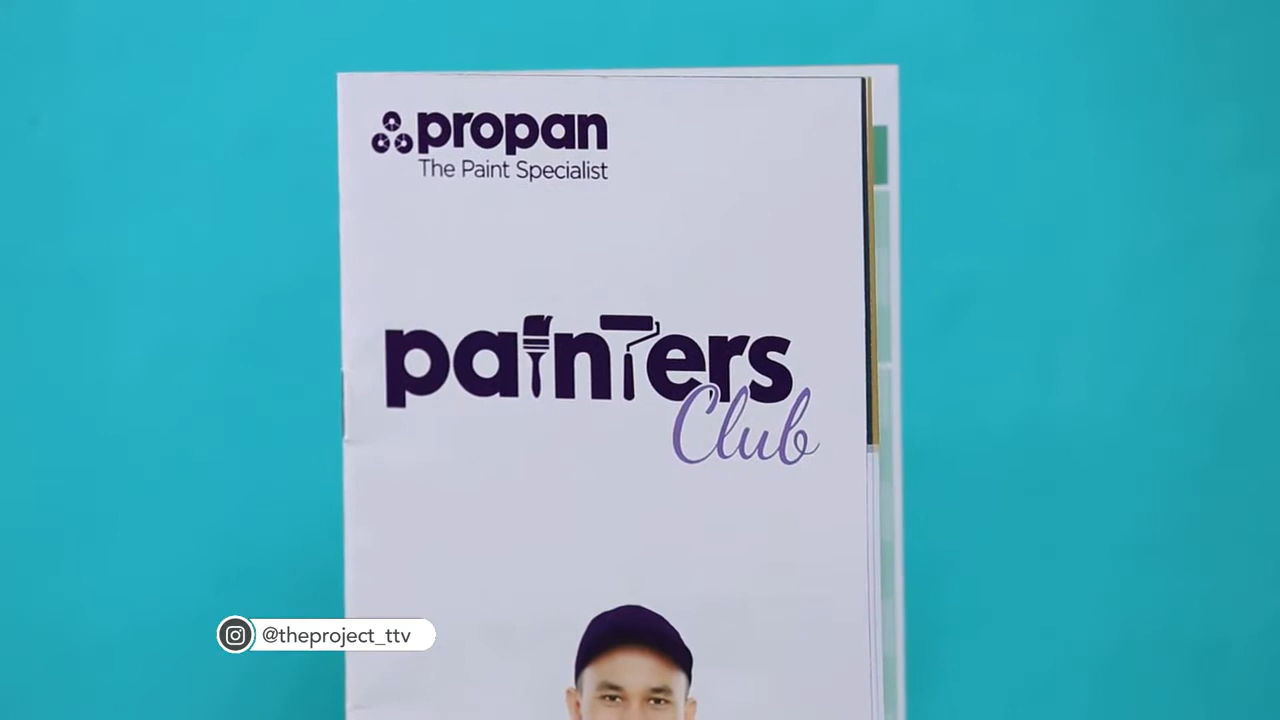 propan
The Paint Specialist
painters
Club
@theproject_ttv